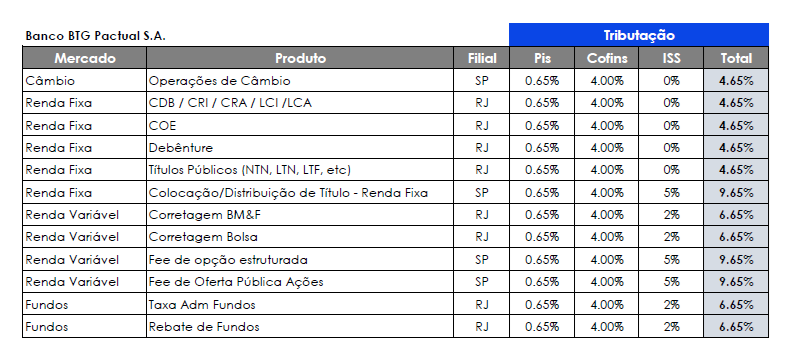 Banco BTG Pactual S.A. Tributação
Mercado Produto Filial Pis Cofins ISS Total
Câmbio Operações de Câmbio SP 0.65% 4.00% 0% 4.65%
Renda Fixa CDB / CRI / CRA / LCI /LCA RJ 0.65% 4.00% 0% 4.65%
Renda Fixa COE RJ 0.65% 4.00% 0% 4.65%
Renda Fixa Debênture RJ 0.65% 4.00% 0% 4.65%
Renda Fixa Títulos Públicos (NTN, LTN, LTF, etc) RJ 0.65% 4.00% 0% 4.65%
Renda Fixa Colocação/Distribuição de Título - Renda Fixa SP 0.65% 4.00% 5% 9.65%
Renda Variável Corretagem BM&F RJ 0.65% 4.00% 2% 6.65%
Renda Variável Corretagem Bolsa RJ 0.65% 4.00% 2% 6.65%
Renda Variável Fee de opção estruturada SP 0.65% 4.00% 5% 9.65%
Renda Variável Fee de Oferta Pública Ações SP 0.65% 4.00% 5% 9.65%
Fundos Taxa Adm Fundos RJ 0.65% 4.00% 2% 6.65%
Fundos Rebate de Fundos RJ 0.65% 4.00% 2% 6.65%